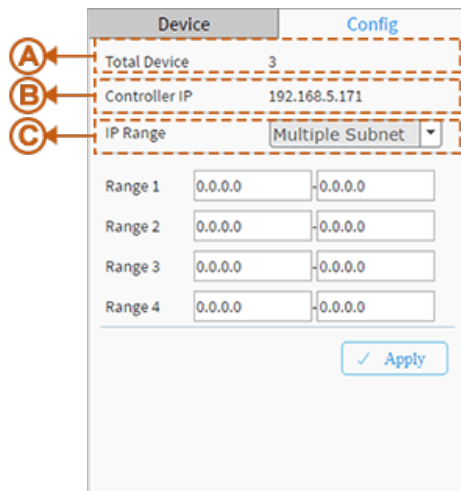 Device Config
A Total Device 3
B Controller IP 192.168.5.171
C IP Range Multiple Subnet
Range 1 0.0.0.0 - 0.0.0.0
Range 2 0.0.0.0 - 0.0.0.0
Range 3 0.0.0.0 - 0.0.0.0
Range 4 0.0.0.0 - 0.0.0.0
✓ Apply